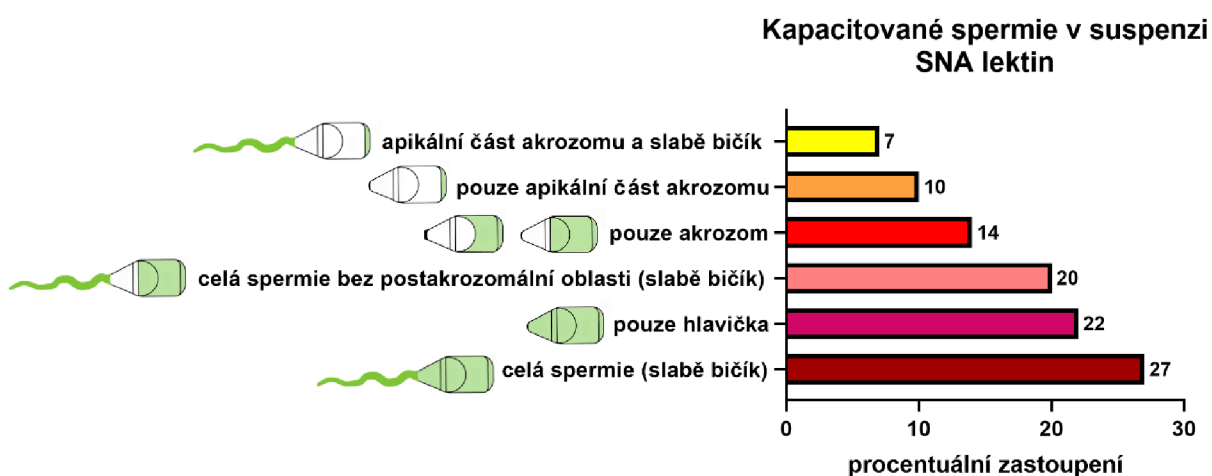 Kapacitované spermie v suspenzi
SNA lektin
apikální část akrozomu a slabě bičík
7
pouze apikální část akrozomu
10
pouze akrozom
14
celá spermie bez postakrozomální oblasti (slabě bičík)
20
pouze hlavička
22
celá spermie (slabě bičík)
27
0 10 20 30
procentuální zastoupení